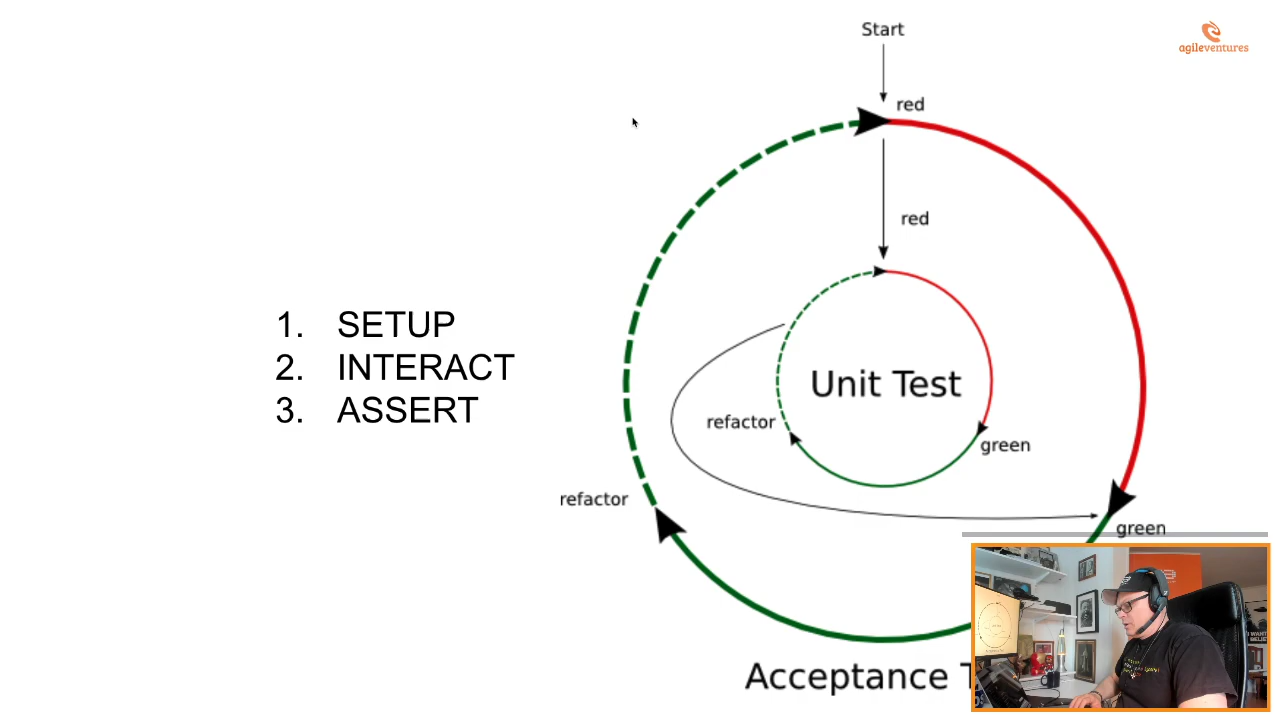 Start
agileventures
red
red
1. SETUP
2. INTERACT
3. ASSERT
Unit Test
refactor
green
refactor
green
Acceptance